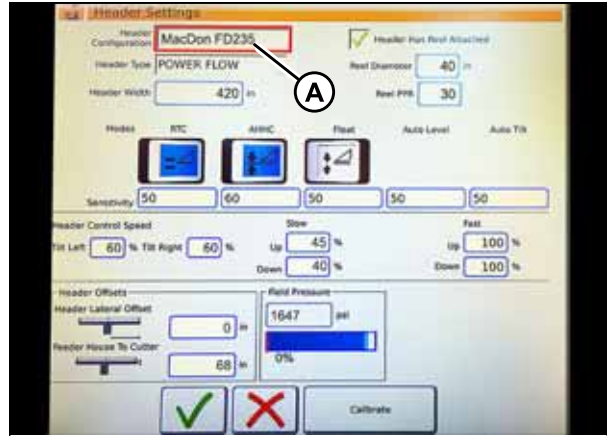 Header Settings
Header Configuration MacDon FD235
Header Has Reel Attached
Header Type POWER FLOW
Reel Diameter 40 in
Header Width 420 in
Reel PPR 30
A
Modes RTC AHHC Float Auto Level Auto Tilt
Sensitivity 50 60 50 50 50
Header Control Speed
Slow Fast
Tilt Left 60 % Tilt Right 60 % Up 45 % Up 100 %
Down 40 % Down 100 %
Header Offsets
Field Pressure
Header Lateral Offset
0 in
1647 psi
Feeder House To Cutter
68 in
0%
Calibrate